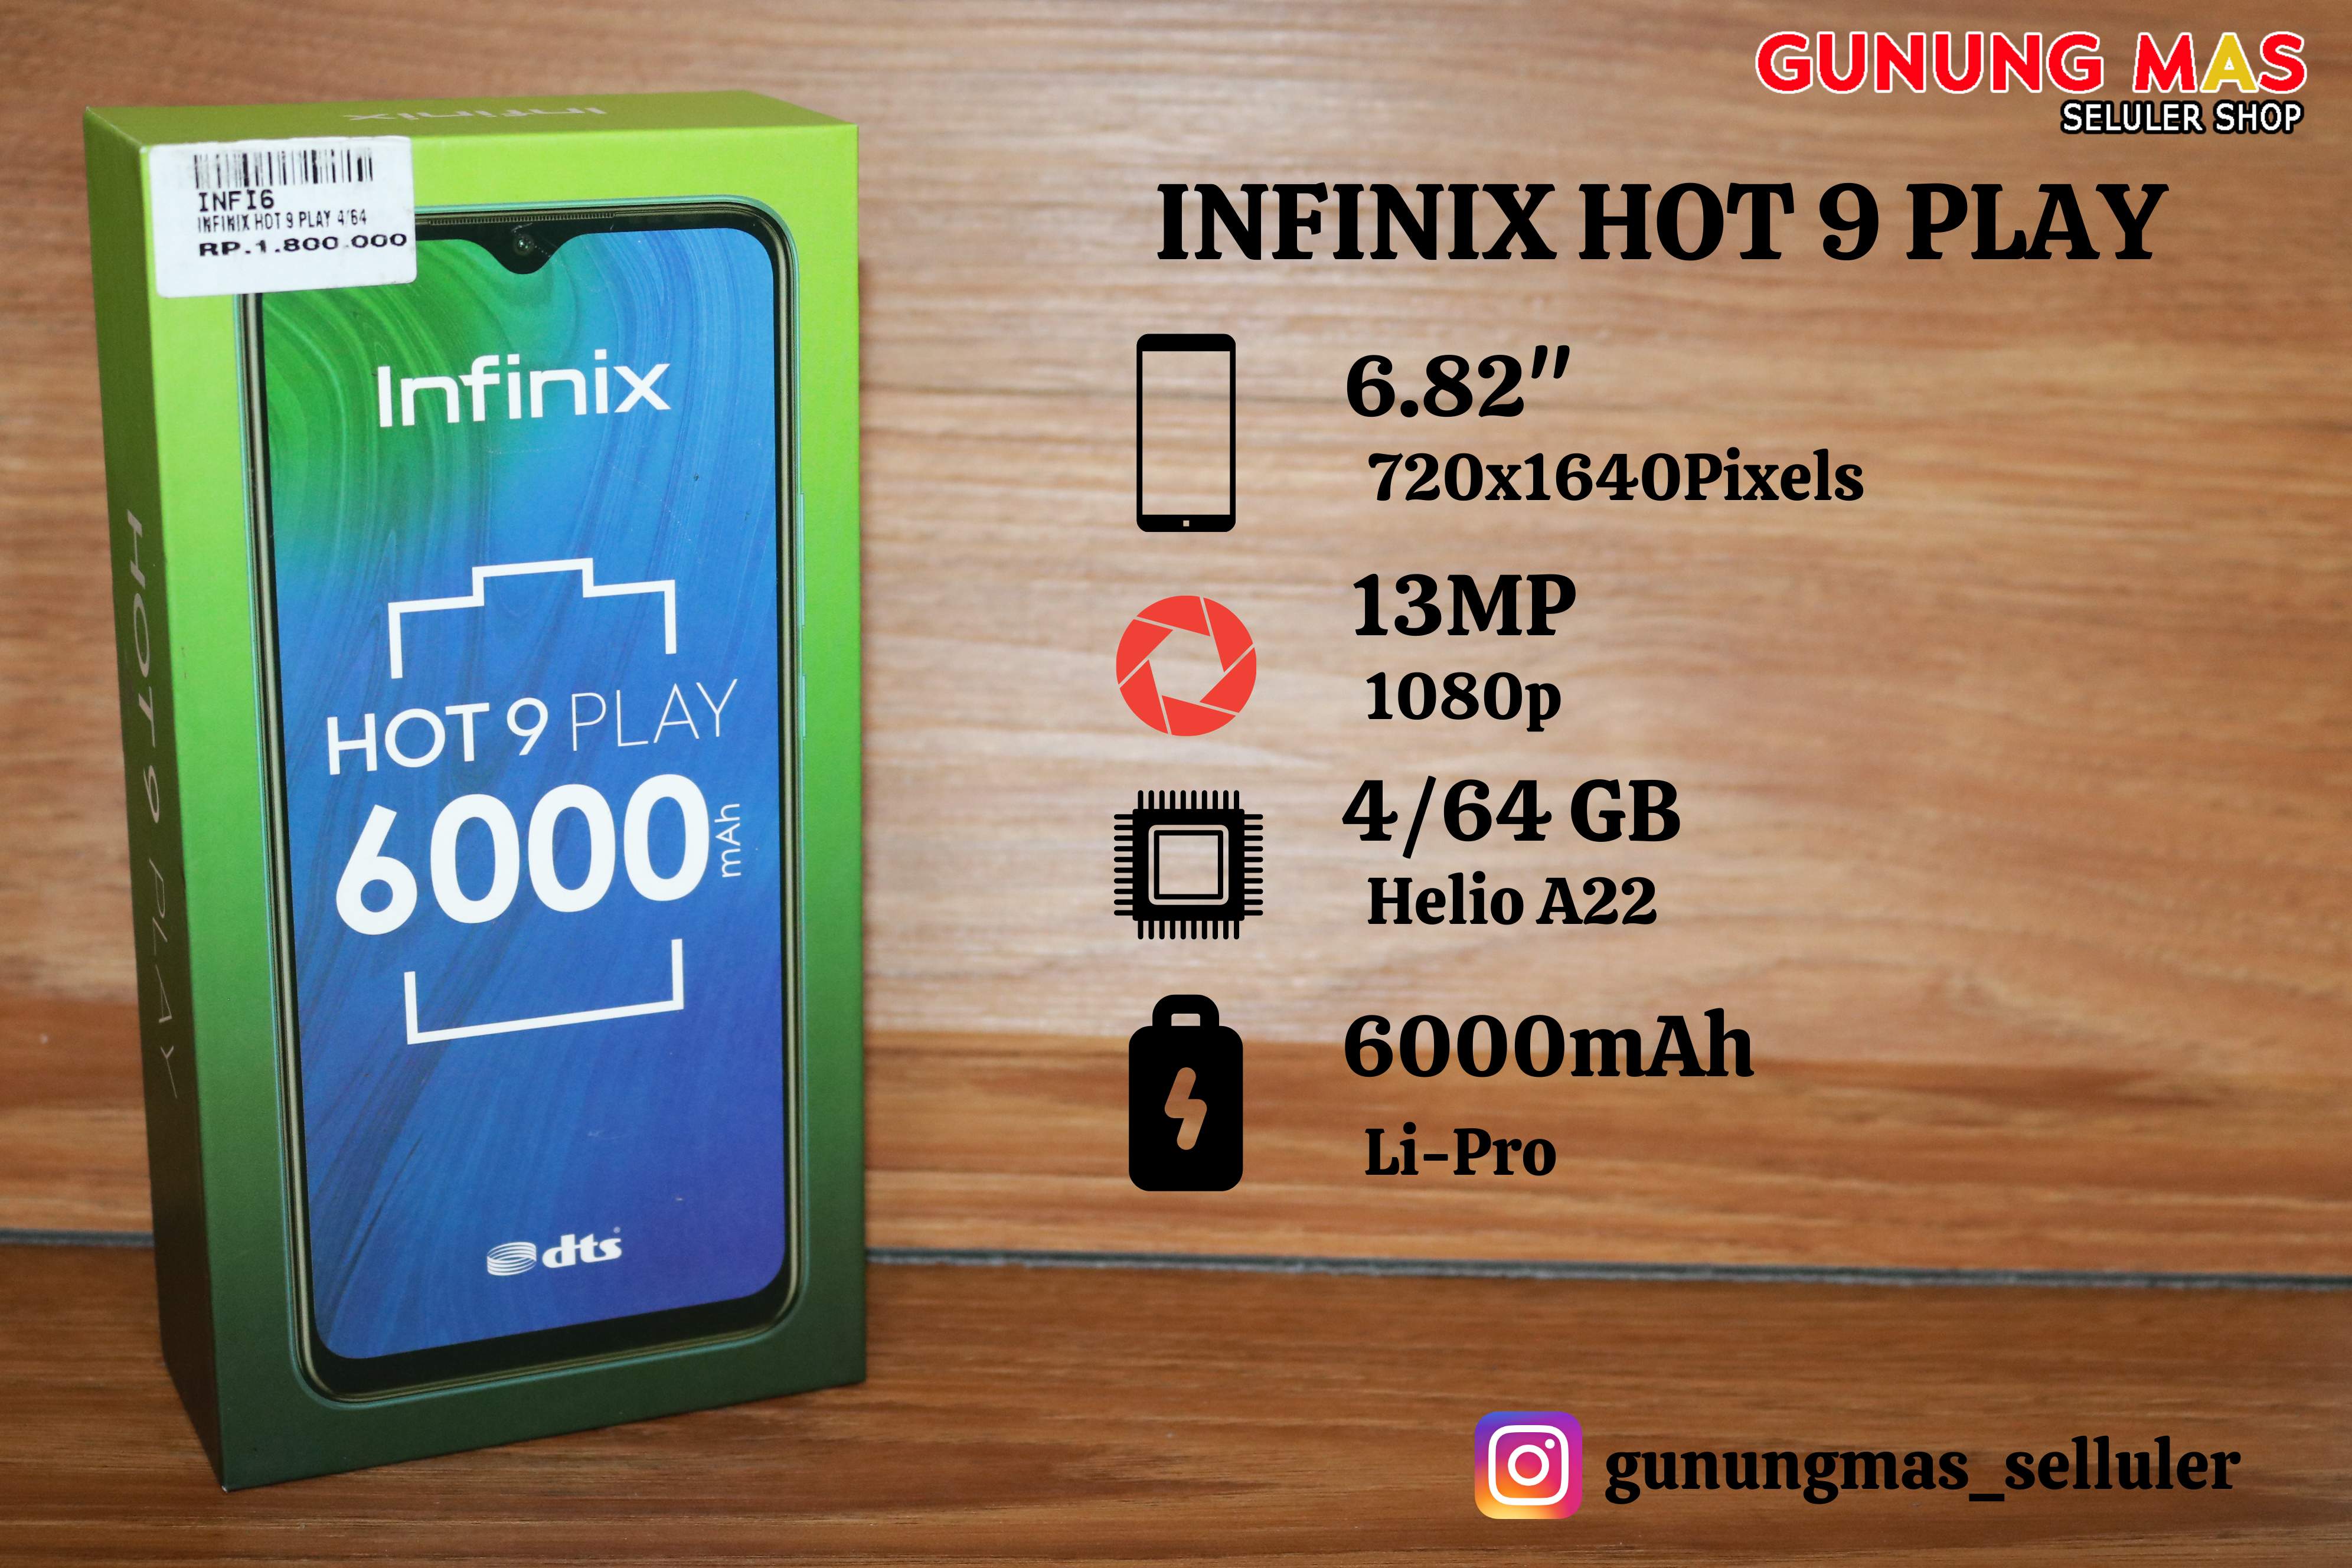 GUNUNG MAS
SELULER SHOP
Infinix
INFI6
INFINIX HOT 9 PLAY 4/64
RP.1.800.000
Infinix
HOT 9 PLAY
6000 mAh
dts
HOT 9 PLAY
INFINIX HOT 9 PLAY
6.82"
720x1640Pixels
13MP
1080p
4/64 GB
Helio A22
6000mAh
Li-Pro
gunungmas_selluler